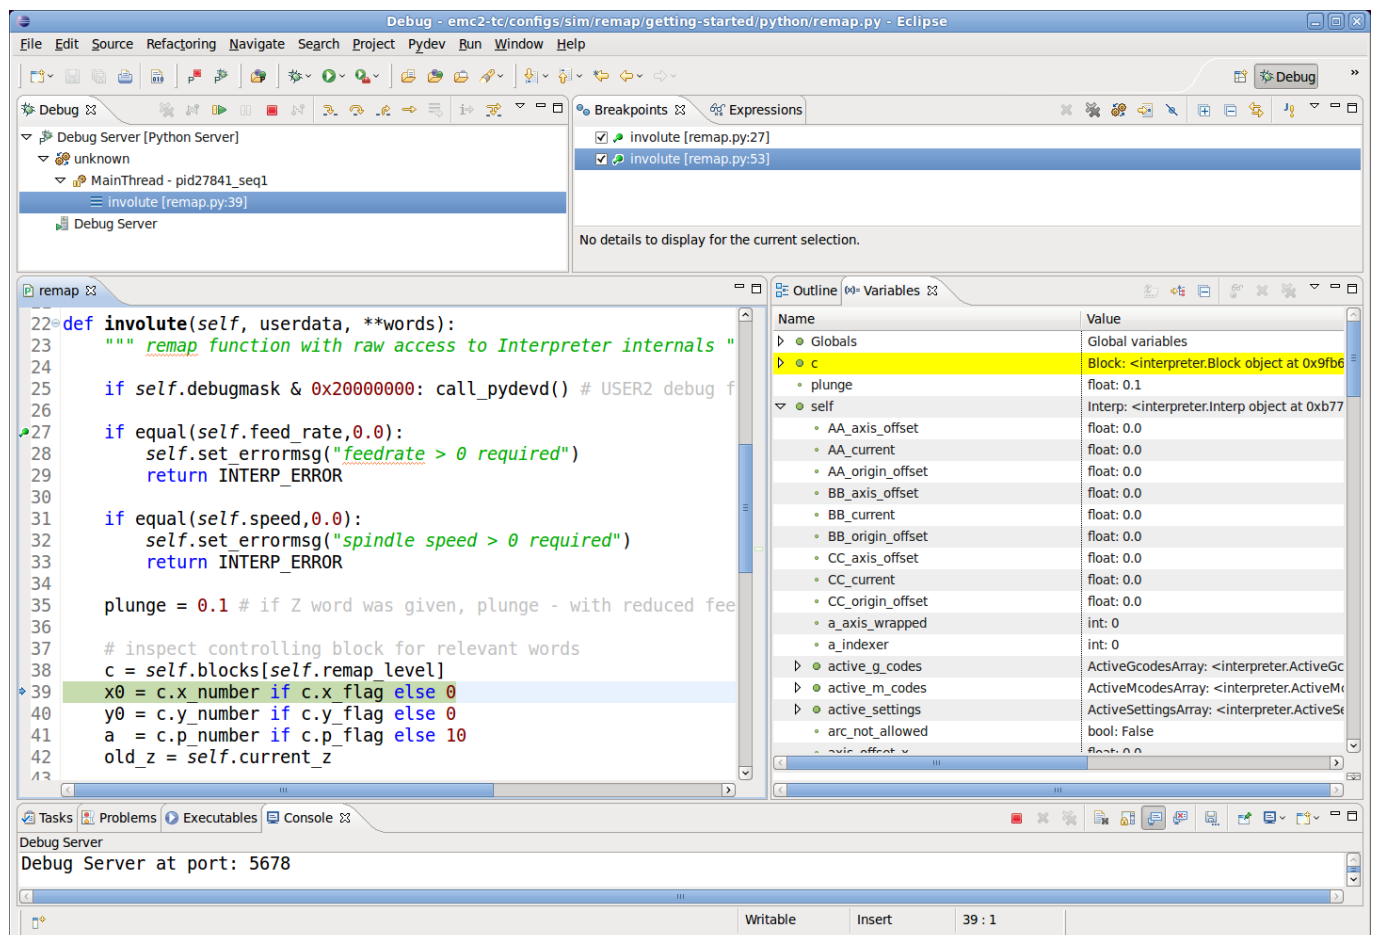 Debug - emc2-tc/configs/sim/remap/getting-started/python/remap.py - Eclipse
File Edit Source Refactoring Navigate Search Project Pydev Run Window Help
Debug
»
Debug
Debug Server [Python Server]
unknown
MainThread - pid27841_seq1
involute [remap.py:39]
Debug Server
Breakpoints Expressions
involute [remap.py:27]
involute [remap.py:53]
No details to display for the current selection.
remap
22 def involute(self, userdata, **words):
23 """ remap function with raw access to Interpreter internals "
24
25 if self.debugmask & 0x20000000: call_pydevd() # USER2 debug f
26
27 if equal(self.feed_rate,0.0):
28 self.set_errormsg("feedrate > 0 required")
29 return INTERP_ERROR
30
31 if equal(self.speed,0.0):
32 self.set_errormsg("spindle speed > 0 required")
33 return INTERP_ERROR
34
35 plunge = 0.1 # if Z word was given, plunge - with reduced fee
36
37 # inspect controlling block for relevant words
38 c = self.blocks[self.remap_level]
39 x0 = c.x_number if c.x_flag else 0
40 y0 = c.y_number if c.y_flag else 0
41 a = c.p_number if c.p_flag else 10
42 old_z = self.current_z
43
Outline Variables
Name Value
Globals Global variables
c Block: <interpreter.Block object at 0x9fb6
plunge float: 0.1
self Interp: <interpreter.Interp object at 0xb77
AA_axis_offset float: 0.0
AA_current float: 0.0
AA_origin_offset float: 0.0
BB_axis_offset float: 0.0
BB_current float: 0.0
BB_origin_offset float: 0.0
CC_axis_offset float: 0.0
CC_current float: 0.0
CC_origin_offset float: 0.0
a_axis_wrapped int: 0
a_indexer int: 0
active_g_codes ActiveGcodesArray: <interpreter.ActiveGc
active_m_codes ActiveMcodesArray: <interpreter.ActiveMc
active_settings ActiveSettingsArray: <interpreter.ActiveSe
arc_not_allowed bool: False
axis_offset_x float: 0.0
Tasks Problems Executables Console
Debug Server
Debug Server at port: 5678
Writable Insert 39 : 1